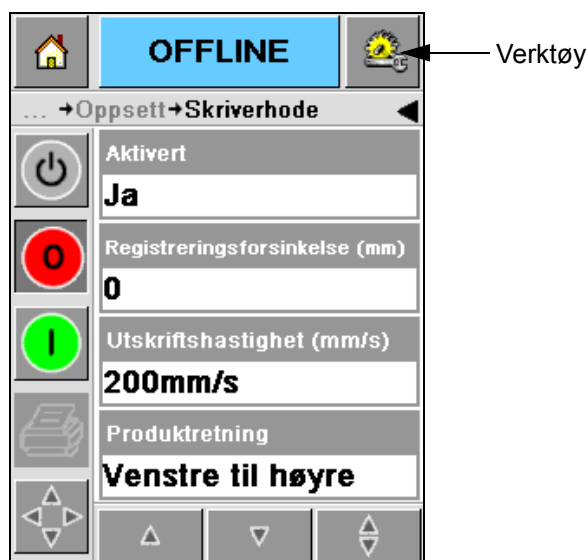 OFFLINE
Verktøy
... →Oppsett→Skriverhode
Aktivert
Ja
Registreringsforsinkelse (mm)
0
Utskriftshastighet (mm/s)
200mm/s
Produktretning
Venstre til høyre